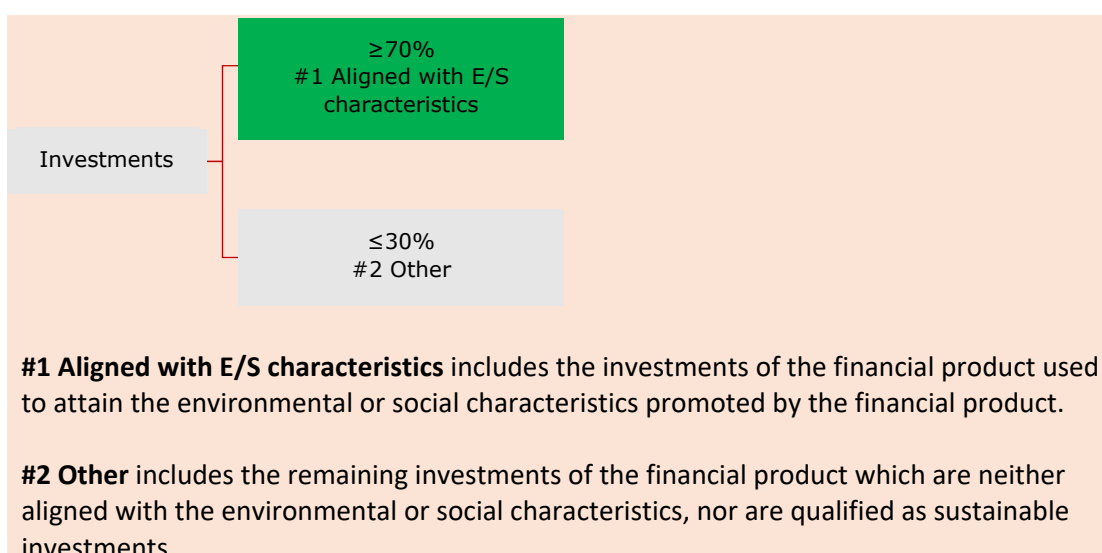 ≥70%
#1 Aligned with E/S
characteristics
Investments
≤30%
#2 Other
#1 Aligned with E/S characteristics includes the investments of the financial product used
to attain the environmental or social characteristics promoted by the financial product.
#2 Other includes the remaining investments of the financial product which are neither
aligned with the environmental or social characteristics, nor are qualified as sustainable
investments